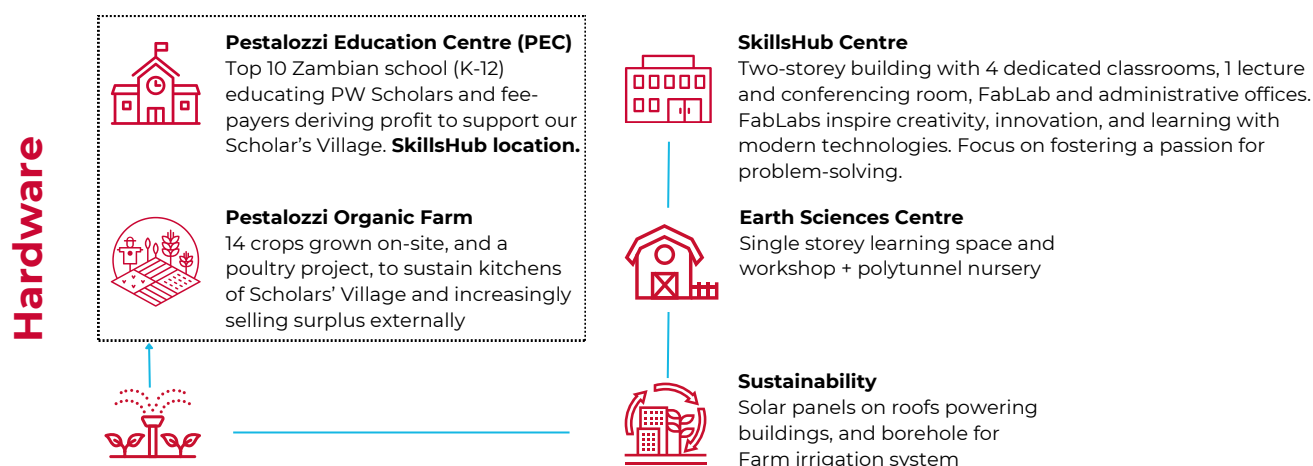 Hardware
Pestalozzi Education Centre (PEC)
Top 10 Zambian school (K-12)
educating PW Scholars and fee-
payers deriving profit to support our
Scholar's Village. SkillsHub location.
Pestalozzi Organic Farm
14 crops grown on-site, and a
poultry project, to sustain kitchens
of Scholars' Village and increasingly
selling surplus externally
SkillsHub Centre
Two-storey building with 4 dedicated classrooms, 1 lecture
and conferencing room, FabLab and administrative offices.
FabLabs inspire creativity, innovation, and learning with
modern technologies. Focus on fostering a passion for
problem-solving.
Earth Sciences Centre
Single storey learning space and
workshop + polytunnel nursery
Sustainability
Solar panels on roofs powering
buildings, and borehole for
Farm irrigation system